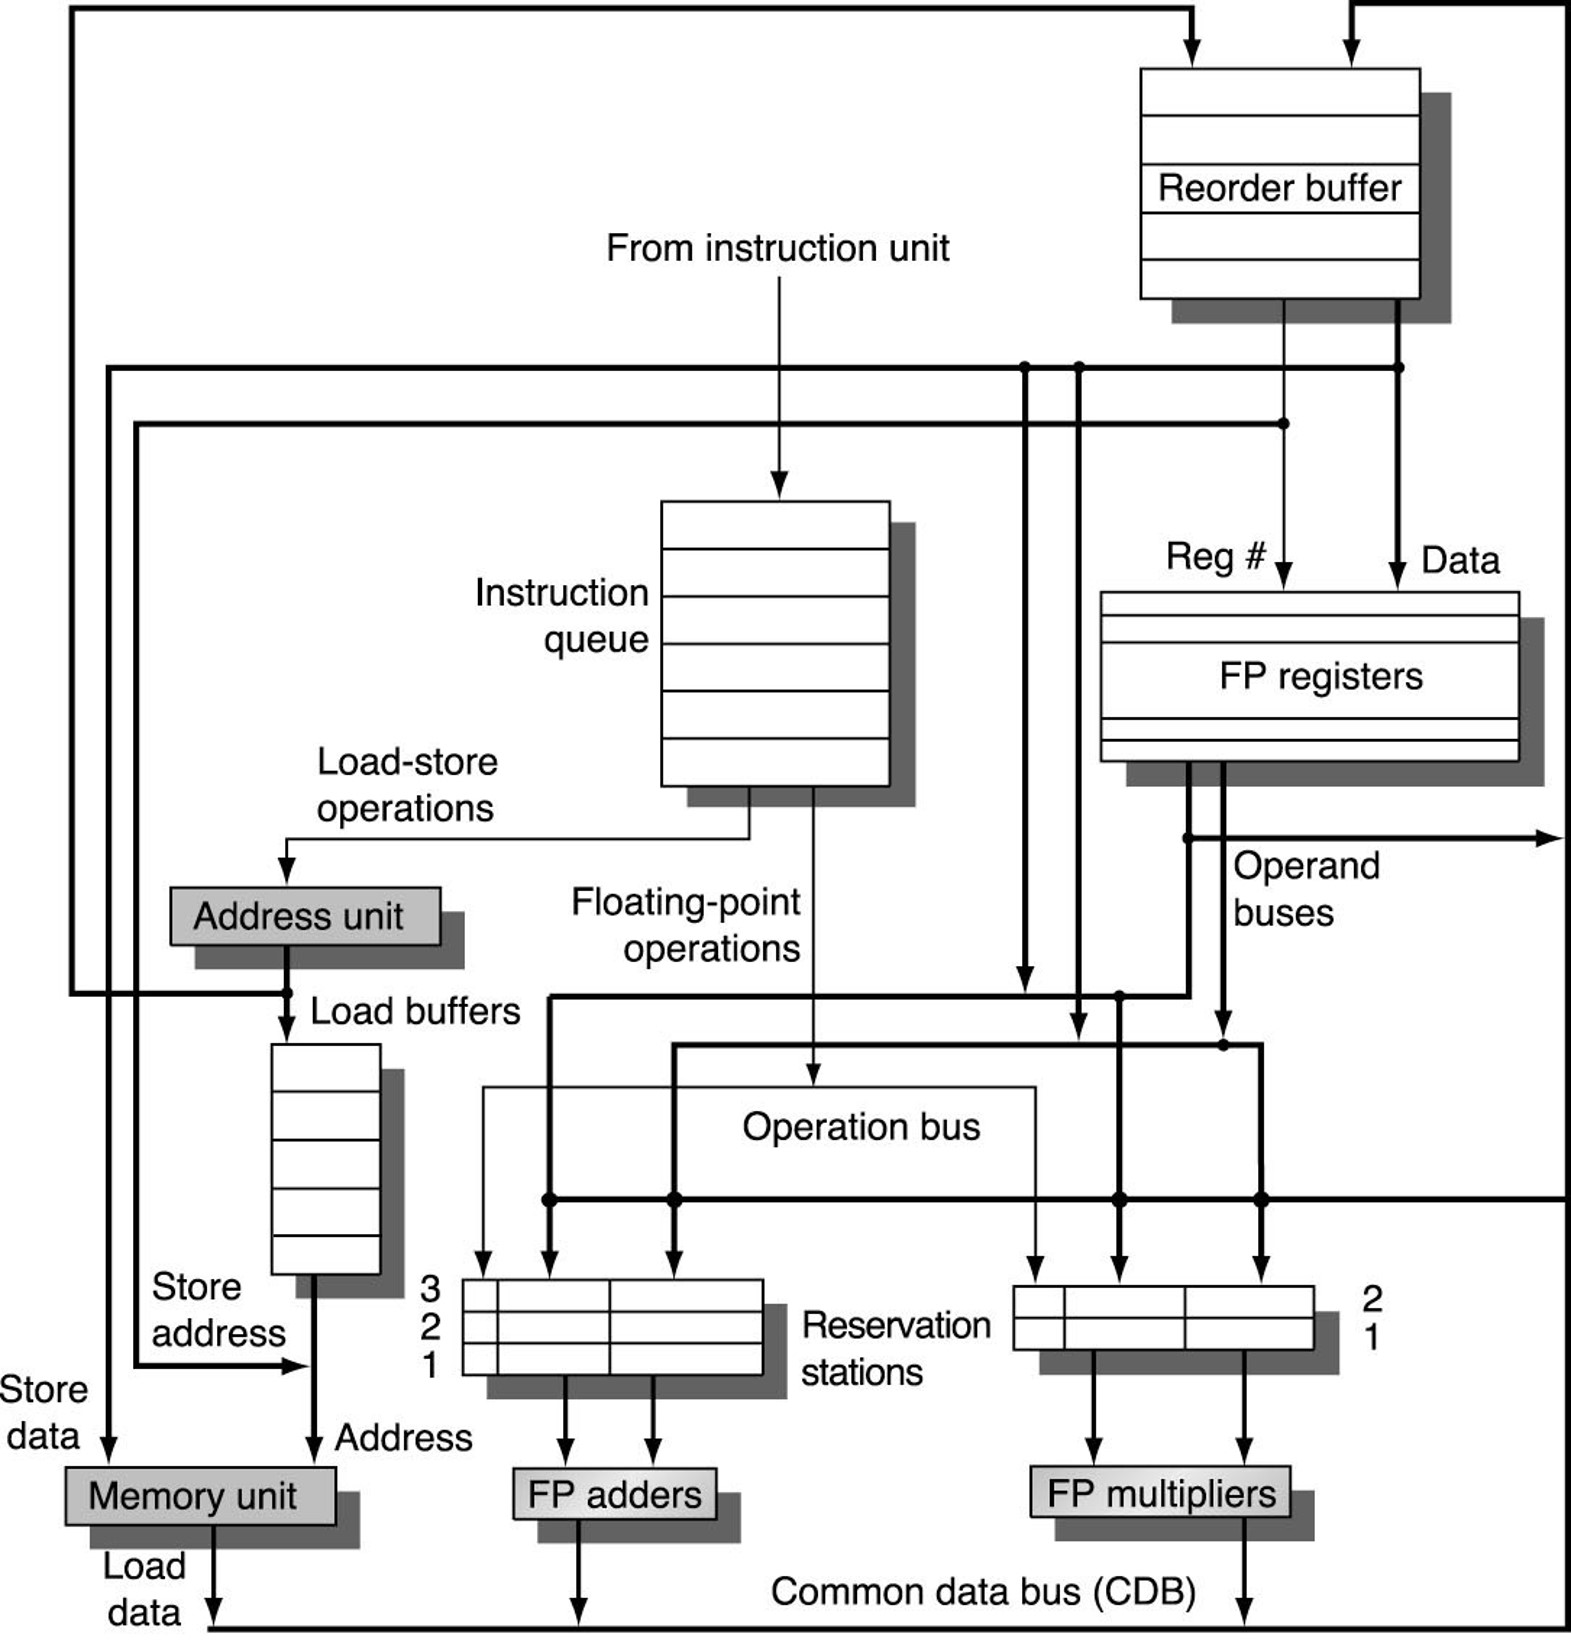 Reorder buffer
From instruction unit
Reg #
Data
Instruction
queue
FP registers
Load-store
operations
Operand
buses
Address unit
Floating-point
operations
Load buffers
Operation bus
Store
address
3
2
1
Reservation
stations
2
1
Store
data
Address
Memory unit
FP adders
FP multipliers
Load
data
Common data bus (CDB)